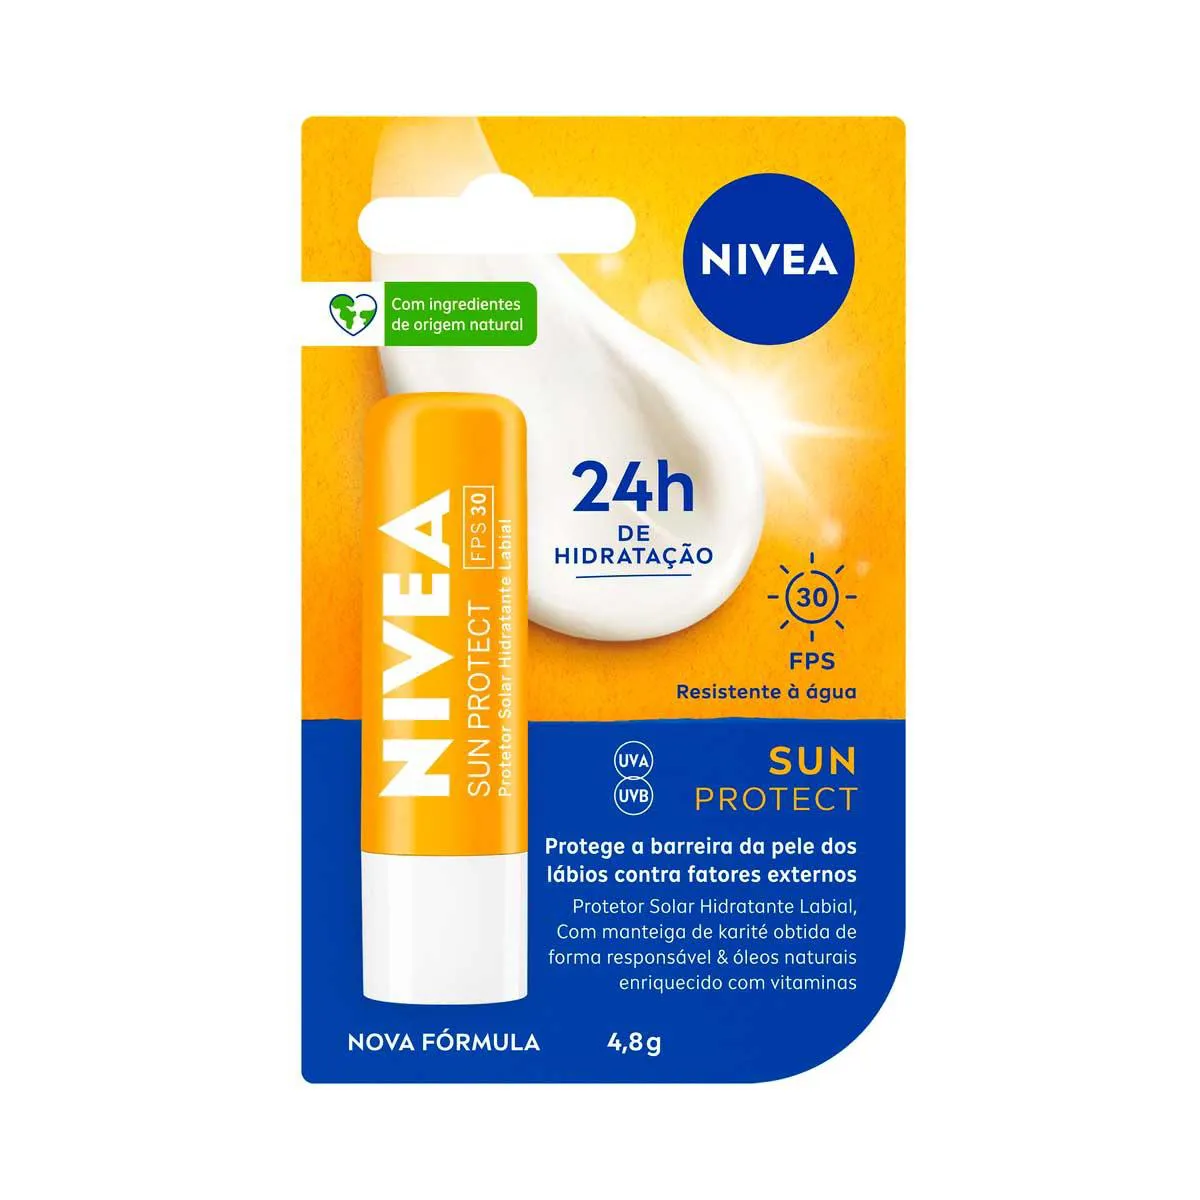 NIVEA
Com ingredientes
de origem natural
24h
DE
HIDRATAÇÃO
30
FPS
Resistente à água
NIVEA
SUN PROTECT FPS 30
Protetor Solar Hidratante Labial
UVA
UVB
SUN
PROTECT
Protege a barreira da pele dos
lábios contra fatores externos
Protetor Solar Hidratante Labial,
Com manteiga de karité obtida de
forma responsável & óleos naturais
enriquecido com vitaminas
NOVA FÓRMULA 4,8g